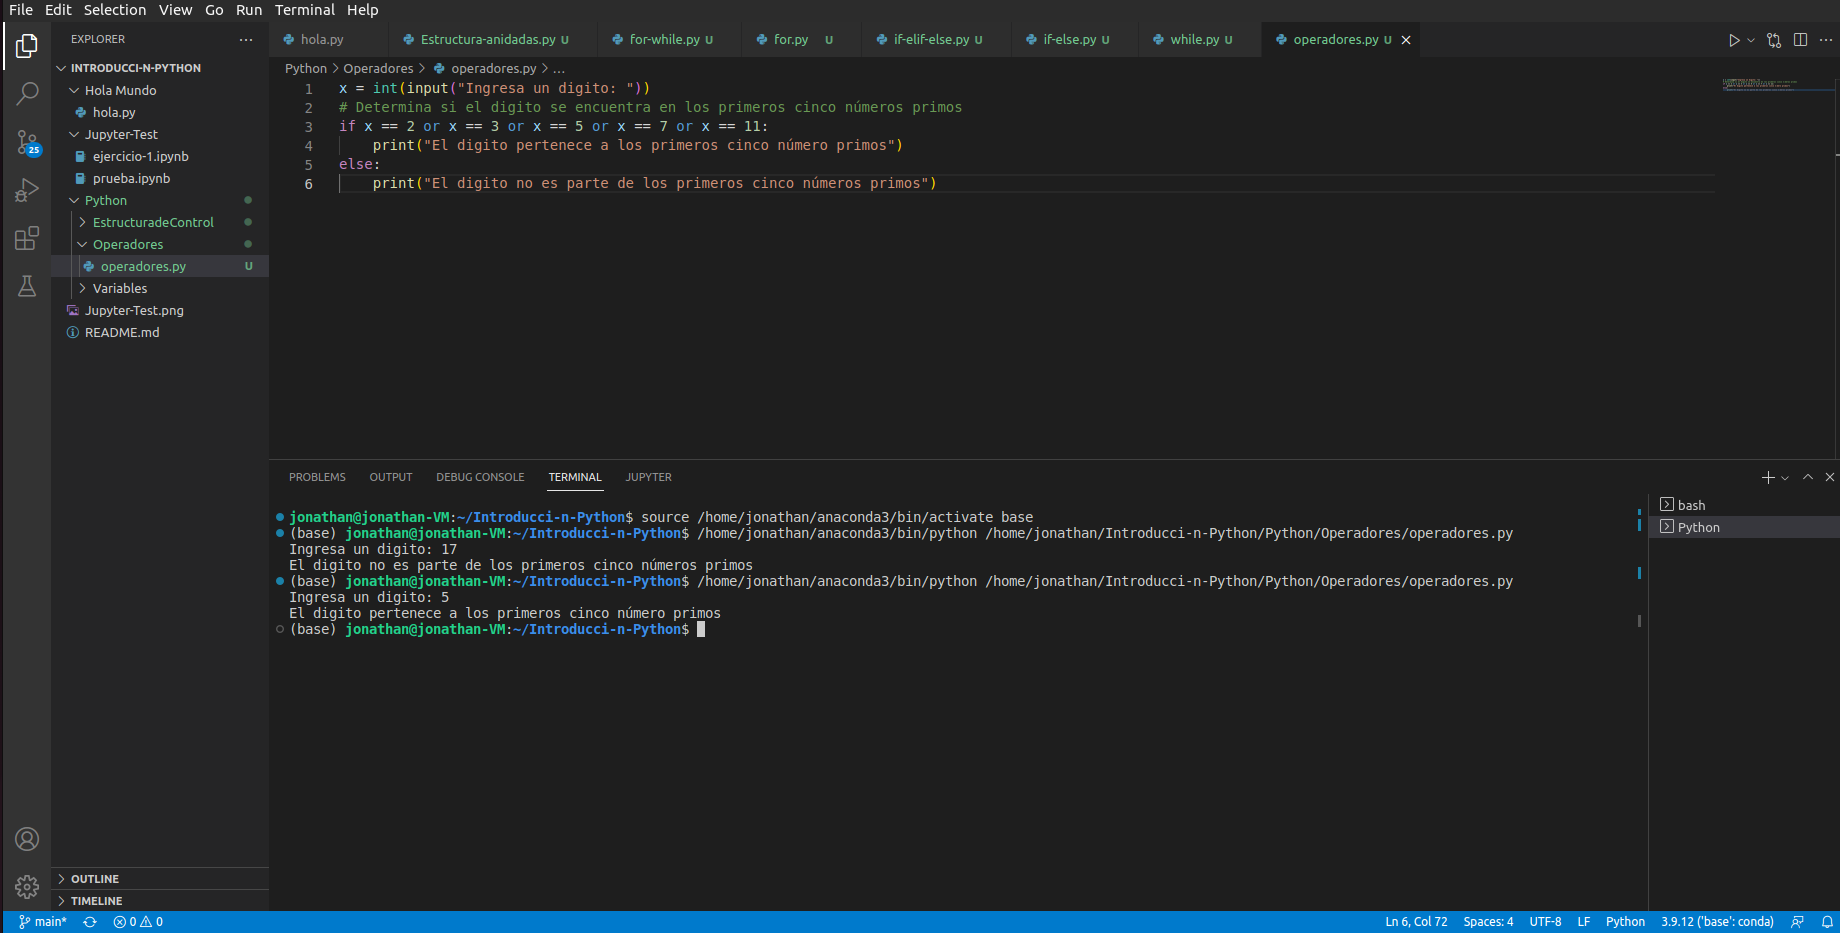 File Edit Selection View Go Run Terminal Help
EXPLORER
INTRODUCCI-N-PYTHON
Hola Mundo
hola.py
Jupyter-Test
ejercicio-1.ipynb
prueba.ipynb
Python
EstructuradeControl
Operadores
operadores.py U
Variables
Jupyter-Test.png
README.md
OUTLINE
TIMELINE
25
hola.py Estructura-anidadas.py U for-while.py U for.py U if-elif-else.py U if-else.py U while.py U operadores.py U
Python > Operadores > operadores.py > ...
1 x = int(input("Ingresa un digito: "))
2 # Determina si el digito se encuentra en los primeros cinco números primos
3 if x == 2 or x == 3 or x == 5 or x == 7 or x == 11:
4 print("El digito pertenece a los primeros cinco número primos")
5 else:
6 print("El digito no es parte de los primeros cinco números primos")
PROBLEMS OUTPUT DEBUG CONSOLE TERMINAL JUPYTER
jonathan@jonathan-VM:~/Introducci-n-Python$ source /home/jonathan/anaconda3/bin/activate base
(base) jonathan@jonathan-VM:~/Introducci-n-Python$ /home/jonathan/anaconda3/bin/python /home/jonathan/Introducci-n-Python/Python/Operadores/operadores.py
Ingresa un digito: 17
El digito no es parte de los primeros cinco números primos
(base) jonathan@jonathan-VM:~/Introducci-n-Python$ /home/jonathan/anaconda3/bin/python /home/jonathan/Introducci-n-Python/Python/Operadores/operadores.py
Ingresa un digito: 5
El digito pertenece a los primeros cinco número primos
(base) jonathan@jonathan-VM:~/Introducci-n-Python$
bash
Python
main* 0 0 Ln 6, Col 72 Spaces: 4 UTF-8 LF Python 3.9.12 ('base': conda)